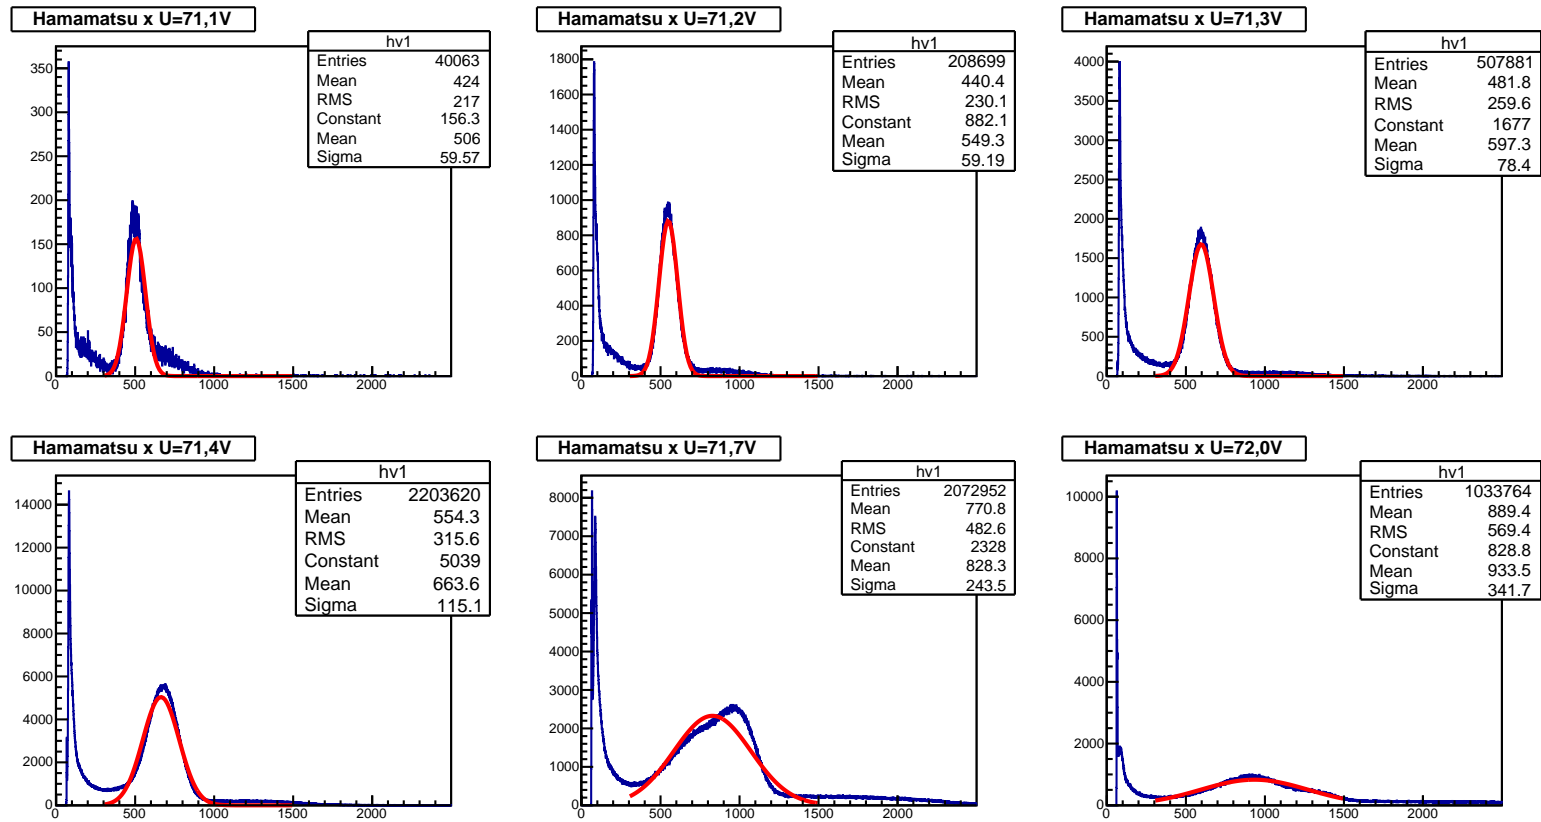 Hamamatsu x U=71,1V
hv1
Entries 40063
Mean 424
RMS 217
Constant 156.3
Mean 506
Sigma 59.57
350
300
250
200
150
100
50
0
0 500 1000 1500 2000
Hamamatsu x U=71,2V
hv1
Entries 208699
Mean 440.4
RMS 230.1
Constant 882.1
Mean 549.3
Sigma 59.19
1800
1600
1400
1200
1000
800
600
400
200
0
0 500 1000 1500 2000
Hamamatsu x U=71,3V
hv1
Entries 507881
Mean 481.8
RMS 259.6
Constant 1677
Mean 597.3
Sigma 78.4
4000
3500
3000
2500
2000
1500
1000
500
0
0 500 1000 1500 2000
Hamamatsu x U=71,4V
hv1
Entries 2203620
Mean 554.3
RMS 315.6
Constant 5039
Mean 663.6
Sigma 115.1
14000
12000
10000
8000
6000
4000
2000
0
0 500 1000 1500 2000
Hamamatsu x U=71,7V
hv1
Entries 2072952
Mean 770.8
RMS 482.6
Constant 2328
Mean 828.3
Sigma 243.5
8000
7000
6000
5000
4000
3000
2000
1000
0
0 500 1000 1500 2000
Hamamatsu x U=72,0V
hv1
Entries 1033764
Mean 889.4
RMS 569.4
Constant 828.8
Mean 933.5
Sigma 341.7
10000
8000
6000
4000
2000
0
0 500 1000 1500 2000